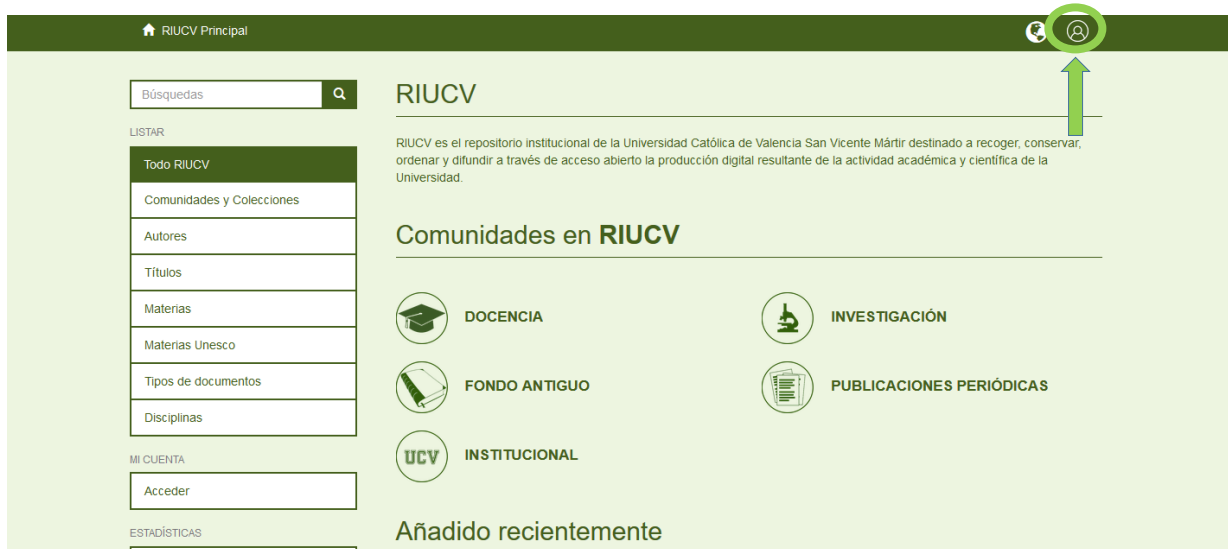 RIUCV Principal
Búsquedas
LISTAR
Todo RIUCV
Comunidades y Colecciones
Autores
Títulos
Materias
Materias Unesco
Tipos de documentos
Disciplinas
MI CUENTA
Acceder
ESTADÍSTICAS
RIUCV
RIUCV es el repositorio institucional de la Universidad Católica de Valencia San Vicente Mártir destinado a recoger, conservar,
ordenar y difundir a través de acceso abierto la producción digital resultante de la actividad académica y científica de la
Universidad.
Comunidades en RIUCV
DOCENCIA
INVESTIGACIÓN
FONDO ANTIGUO
PUBLICACIONES PERIÓDICAS
UCV
INSTITUCIONAL
Añadido recientemente